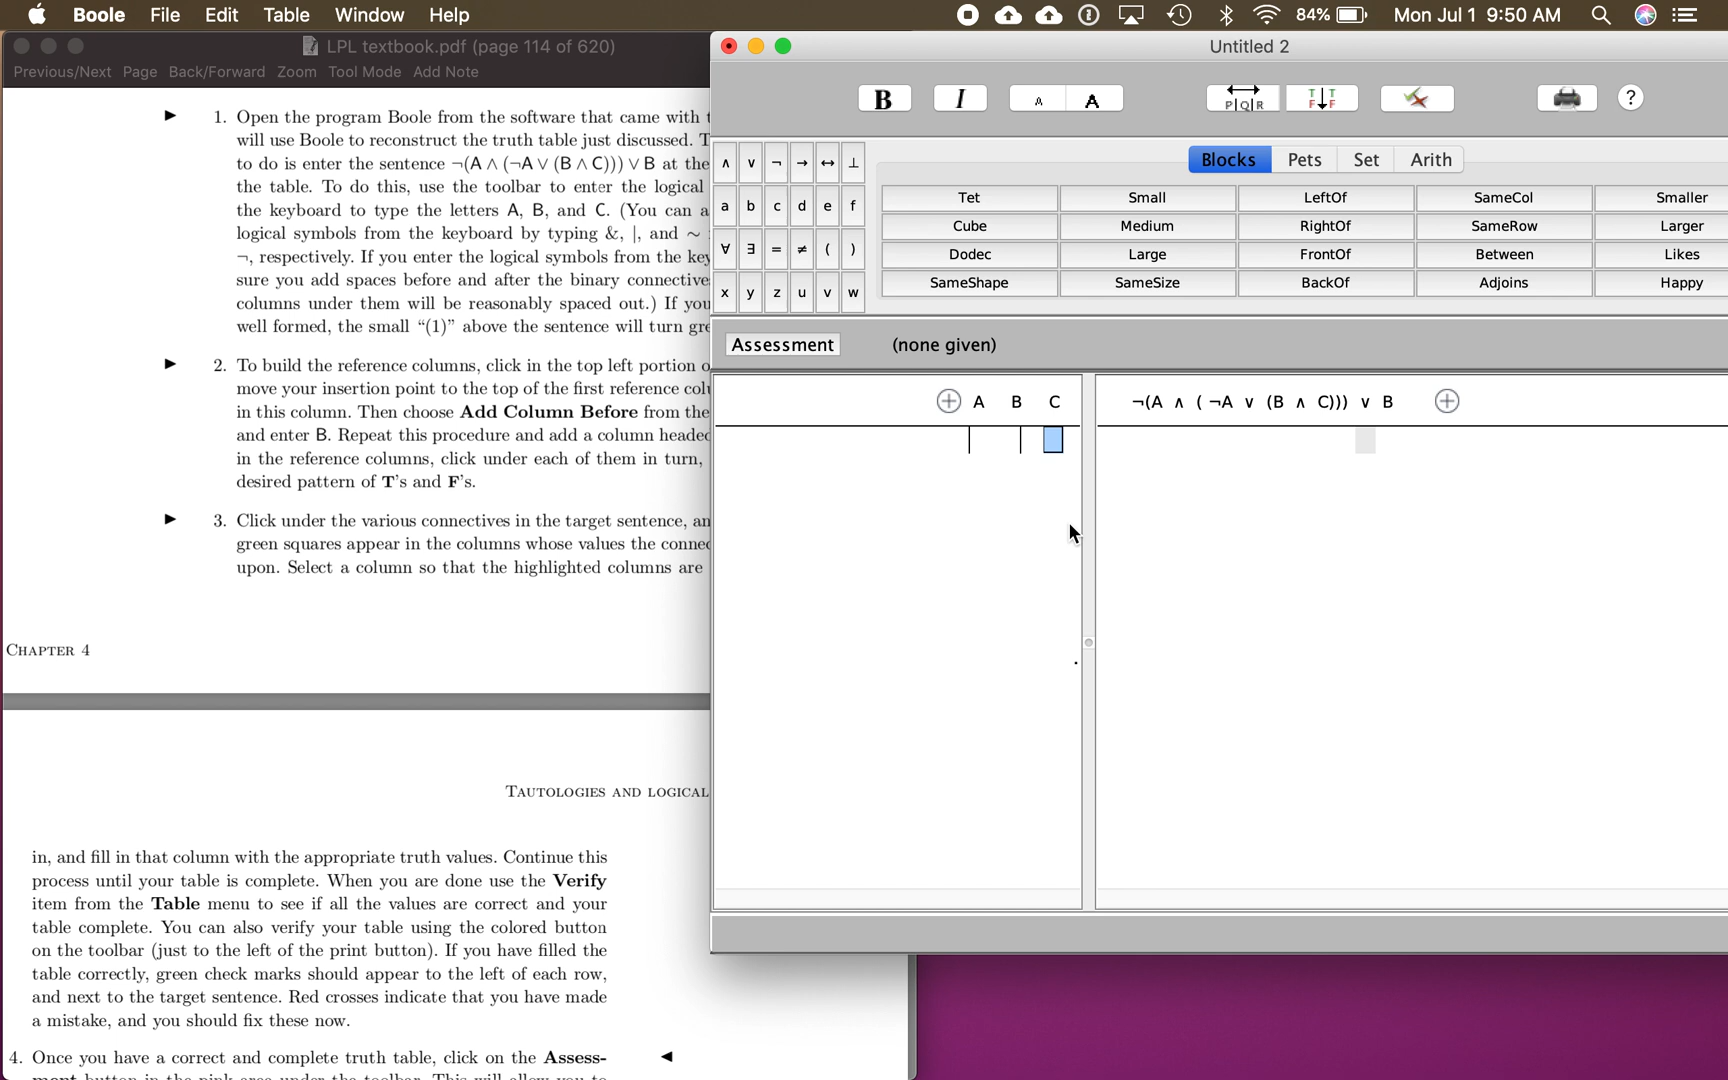 Boole File Edit Table Window Help 84% Mon Jul 1 9:50 AM
LPL textbook.pdf (page 114 of 620)
Previous/Next Page Back/Forward Zoom Tool Mode Add Note
1. Open the program Boole from the software that came with
will use Boole to reconstruct the truth table just discussed.
to do is enter the sentence ¬(A ∧ (¬A ∨ (B ∧ C))) ∨ B at the
the table. To do this, use the toolbar to enter the logical
the keyboard to type the letters A, B, and C. (You can a
logical symbols from the keyboard by typing &, |, and ~
¬, respectively. If you enter the logical symbols from the key
sure you add spaces before and after the binary connective
columns under them will be reasonably spaced out.) If you
well formed, the small “(1)” above the sentence will turn gre
2. To build the reference columns, click in the top left portion o
move your insertion point to the top of the first reference colu
in this column. Then choose Add Column Before from the
and enter B. Repeat this procedure and add a column headed
in the reference columns, click under each of them in turn,
desired pattern of T’s and F’s.
3. Click under the various connectives in the target sentence, an
green squares appear in the columns whose values the connec
upon. Select a column so that the highlighted columns are
Chapter 4
Tautologies and logical
in, and fill in that column with the appropriate truth values. Continue this
process until your table is complete. When you are done use the Verify
item from the Table menu to see if all the values are correct and your
table complete. You can also verify your table using the colored button
on the toolbar (just to the left of the print button). If you have filled the
table correctly, green check marks should appear to the left of each row,
and next to the target sentence. Red crosses indicate that you have made
a mistake, and you should fix these now.
4. Once you have a correct and complete truth table, click on the Assess-
ment button in the pink area under the toolbar. This will allow you to
Untitled 2
B I A A P|Q|R T T F F ?
∧ ∨ ¬ → ↔ ⊥
a b c d e f
∀ ∃ = ≠ ( )
x y z u v w
Blocks Pets Set Arith
Tet Small LeftOf SameCol Smaller
Cube Medium RightOf SameRow Larger
Dodec Large FrontOf Between Likes
SameShape SameSize BackOf Adjoins Happy
Assessment (none given)
A B C ¬(A ∧ ( ¬A ∨ (B ∧ C))) ∨ B